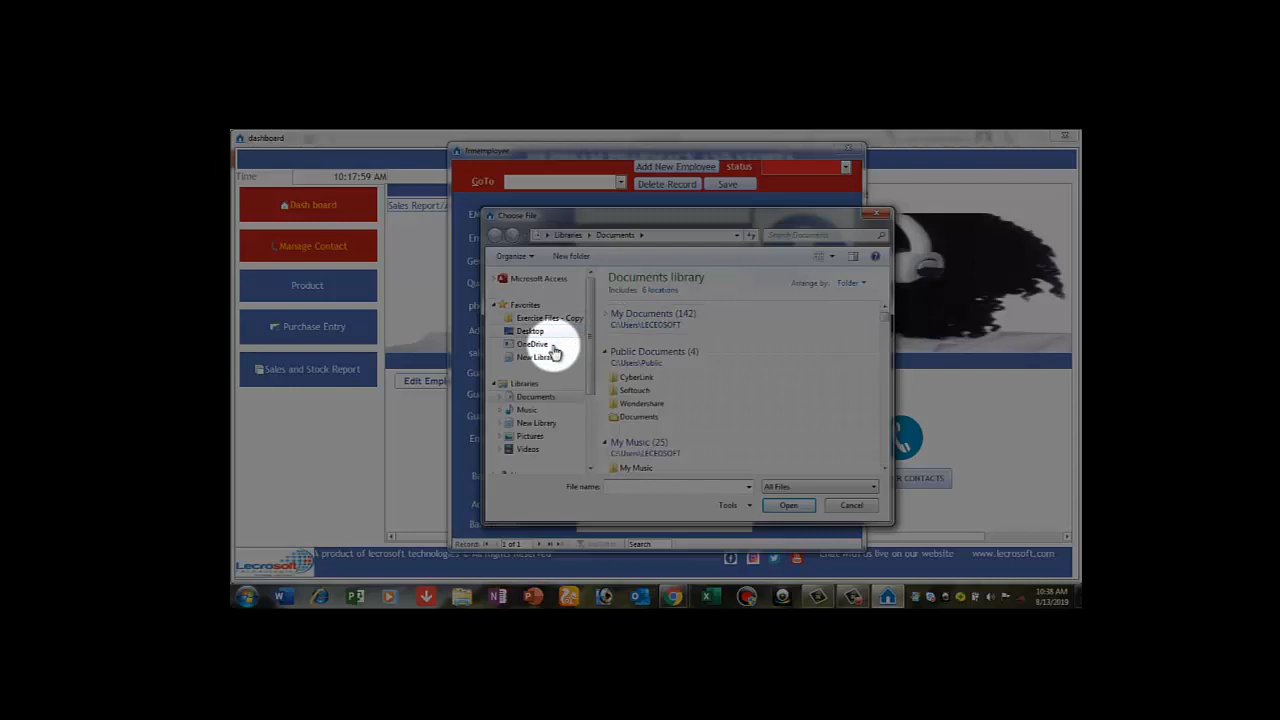 dashboard
frmemployee
Time 10:17:59 AM
Add New Employee status
GoTo
Delete Record Save
Dash board
Sales Report/
Manage Contact
Product
Purchase Entry
Sales and Stock Report
Edit Empl
Choose File
Libraries Documents
Search Documents
Organize New folder
Microsoft Access
Favorites
Exercise Files - Copy
Desktop
OneDrive
Libraries
Documents
Music
New Library
Pictures
Videos
Documents library
Includes: 6 locations
Arrange by: Folder
My Documents (142)
C:\Users\LECEOSOFT
Public Documents (4)
C:\Users\Public
CyberLink
Softouch
Wondershare
Documents
My Music (25)
C:\Users\LECEOSOFT
My Music
File name: All Files
Tools Open Cancel
R CONTACTS
Record: 1 of 1 Search
Lecrosoft
A product of lecrosoft technologies © All Rights Reserved
Chat with us live on our website www.lecrosoft.com
10:38 AM
8/13/2019